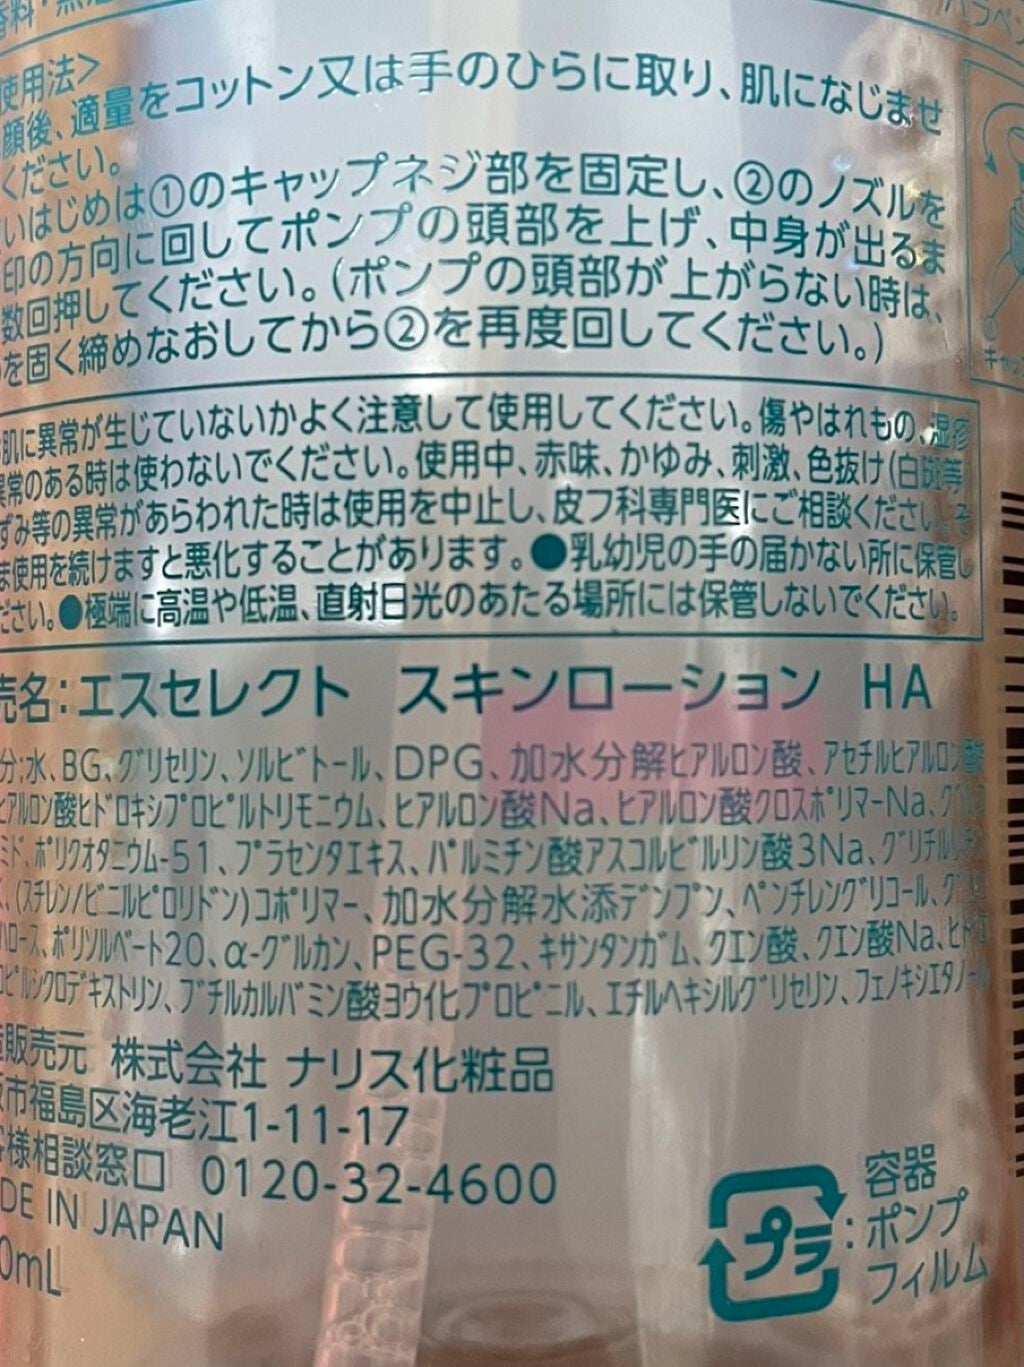 使用法>
顔後、適量をコットン又は手のひらに取り、肌になじませ
ください。
いはじめは①のキャップネジ部を固定し、②のノズルを
印の方向に回してポンプの頭部を上げ、中身が出るま
数回押してください。(ポンプの頭部が上がらない時は、
を固く締めなおしてから②を再度回してください。)
肌に異常が生じていないかよく注意して使用してください。傷やはれもの、湿疹
異常のある時は使わないでください。使用中、赤味、かゆみ、刺激、色抜け(白斑等
ずみ等の異常があらわれた時は使用を中止し、皮フ科専門医にご相談ください。そ
ま使用を続けますと悪化することがあります。●乳幼児の手の届かない所に保管し
ださい。●極端に高温や低温、直射日光のあたる場所には保管しないでください。
売名:エスセレクト スキンローション HA
分:水、BG、グリセリン、ソルビトール、DPG、加水分解ヒアルロン酸、アセチルヒアルロン酸
ヒアルロン酸ヒドロキシプロピルトリモニウム、ヒアルロン酸Na、ヒアルロン酸クロスポリマーNa、
ミド、ポリクオタニウム-51、プラセンタエキス、パルミチン酸アスコルビルリン酸3Na、グリチルリチン
、(スチレン/ビニルピロリドン)コポリマー、加水分解水添デンプン、ペンチレングリコール、
ハロース、ポリソルベート20、α-グルカン、PEG-32、キサンタンガム、クエン酸、クエン酸Na、ヒドロ
ロピルシクロデキストリン、ブチルカルバミン酸ヨウ化プロピニル、エチルヘキシルグリセリン、フェノキシエタノール
販売元 株式会社 ナリス化粧品
市福島区海老江1-11-17
様相談窓口 0120-32-4600
DE IN JAPAN
0mL
プラ
: 容器
ポンプ
フィルム